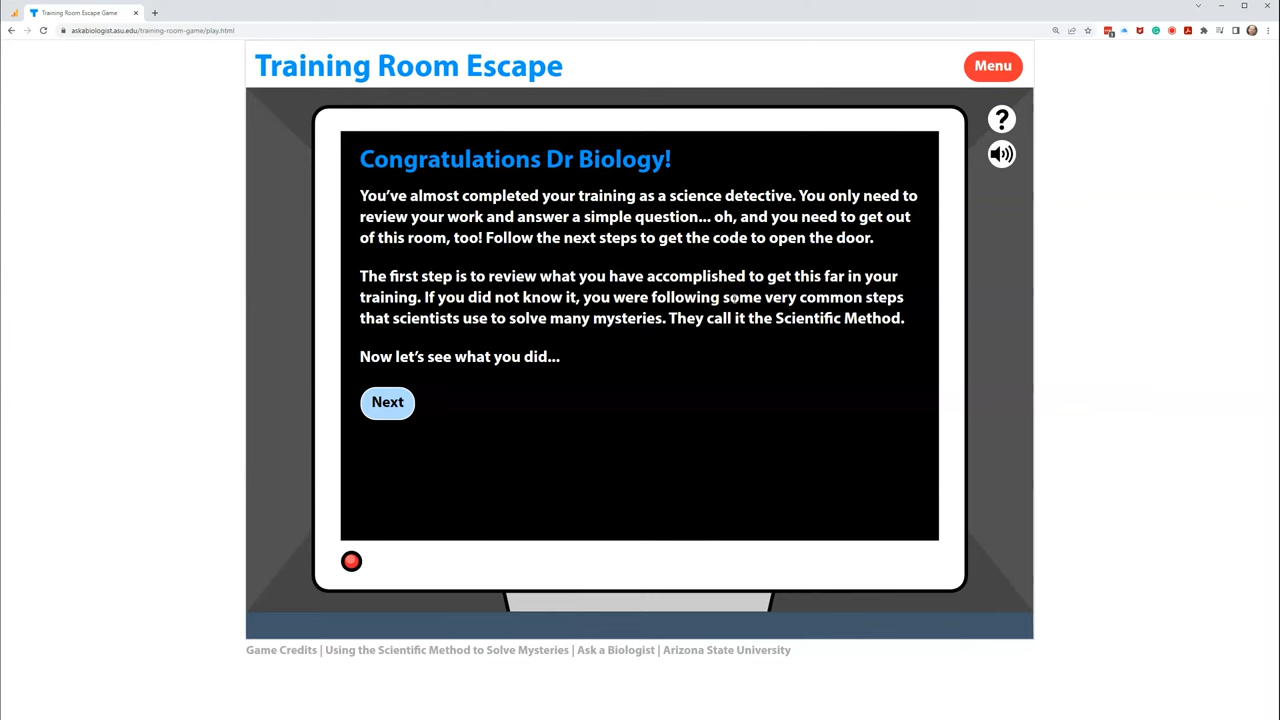 Training Room Escape Game
askabiologist.asu.edu/training-room-game/play.html
Training Room Escape
Menu
?
Congratulations Dr Biology!
You've almost completed your training as a science detective. You only need to
review your work and answer a simple question... oh, and you need to get out
of this room, too! Follow the next steps to get the code to open the door.
The first step is to review what you have accomplished to get this far in your
training. If you did not know it, you were following some very common steps
that scientists use to solve many mysteries. They call it the Scientific Method.
Now let's see what you did...
Next
Game Credits | Using the Scientific Method to Solve Mysteries | Ask a Biologist | Arizona State University